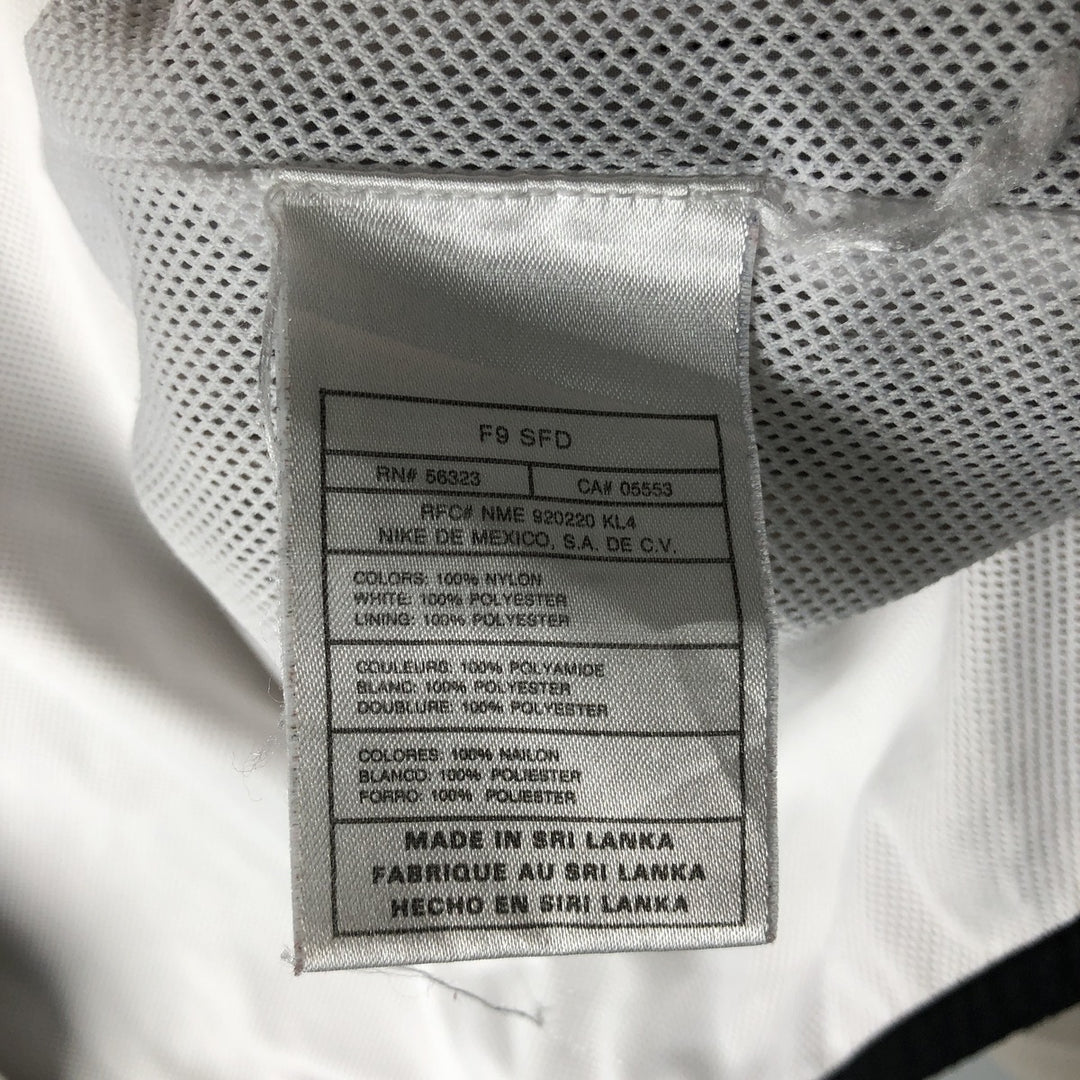 F9 SFD
RN# 56323 CA# 05553
RFC# NME 920220 KL4
NIKE DE MEXICO, S.A. DE C.V.
COLORS: 100% NYLON
WHITE: 100% POLYESTER
LINING: 100% POLYESTER
COULEURS: 100% POLYAMIDE
BLANC: 100% POLYESTER
DOUBLURE: 100% POLYESTER
COLORES: 100% NAILON
BLANCO: 100% POLIESTER
FORRO: 100% POLIESTER
MADE IN SRI LANKA
FABRIQUE AU SRI LANKA
HECHO EN SIRI LANKA